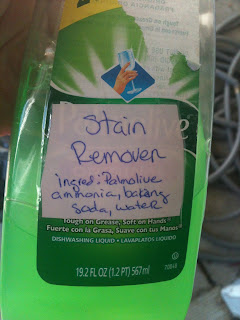 Palmolive
Stain
Remover
ingred: Palmolive
ammonia, baking
soda, water
Tough on Grease, Soft on Hands
Fuerte con la Grasa, Suave con tus Manos
DISHWASHING LIQUID • LAVAPLATOS LÍQUIDO
19.2 FL OZ (1.2 PT) 567 ml